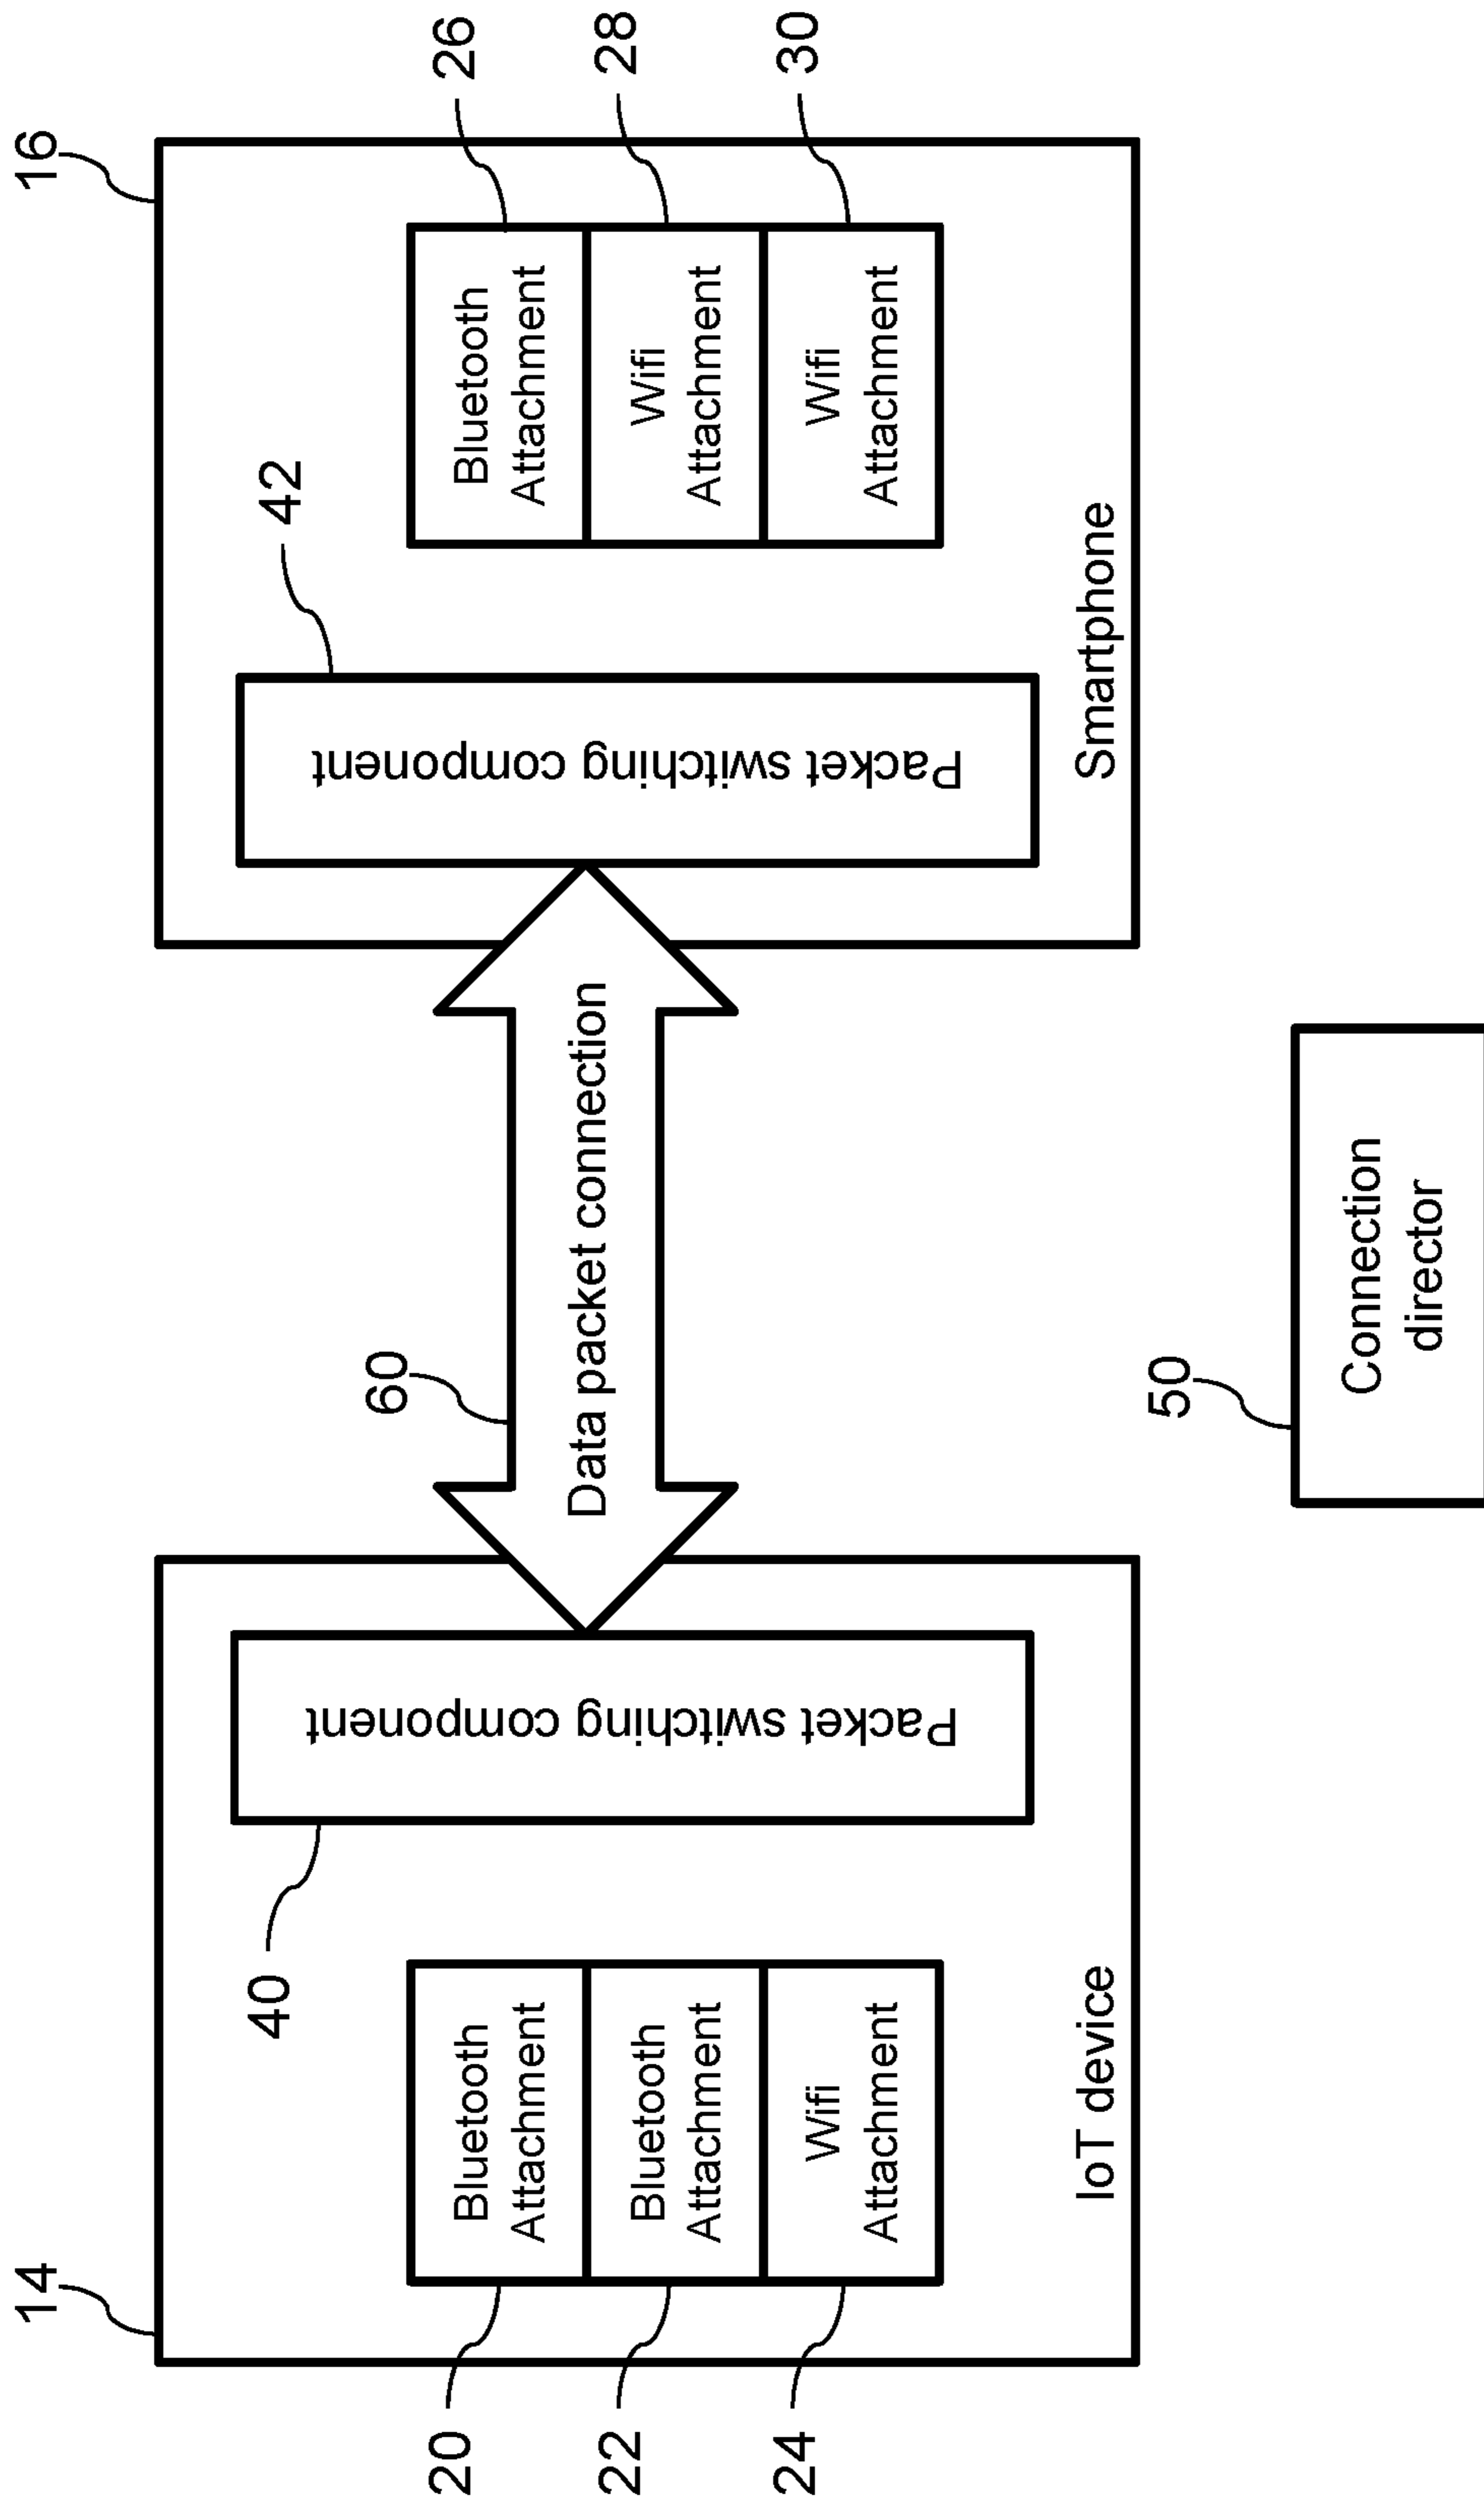 14
16
60
40
42
20
22
24
Bluetooth
Attachment
Bluetooth
Attachment
Wifi
Attachment
Packet switching component
IoT device
Data packet connection
Packet switching component
Bluetooth
Attachment
Wifi
Attachment
Wifi
Attachment
Smartphone
26
28
30
50
Connection
director